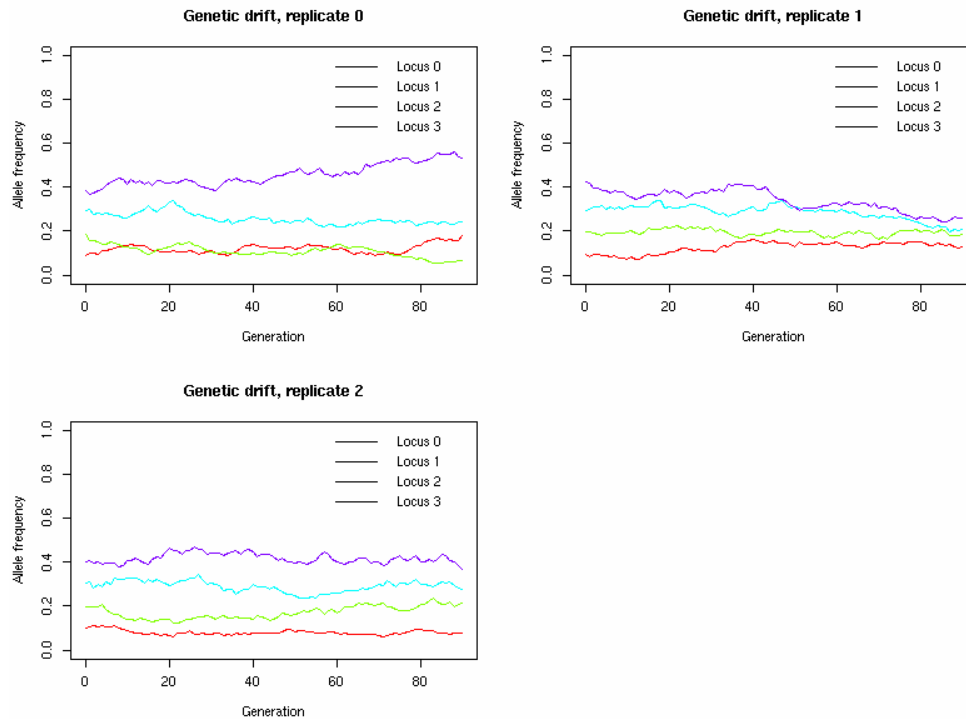 Genetic drift, replicate 0
Allele frequency
0.0 0.2 0.4 0.6 0.8 1.0
Locus 0
Locus 1
Locus 2
Locus 3
0 20 40 60 80
Generation
Genetic drift, replicate 1
Allele frequency
0.0 0.2 0.4 0.6 0.8 1.0
Locus 0
Locus 1
Locus 2
Locus 3
0 20 40 60 80
Generation
Genetic drift, replicate 2
Allele frequency
0.0 0.2 0.4 0.6 0.8 1.0
Locus 0
Locus 1
Locus 2
Locus 3
0 20 40 60 80
Generation